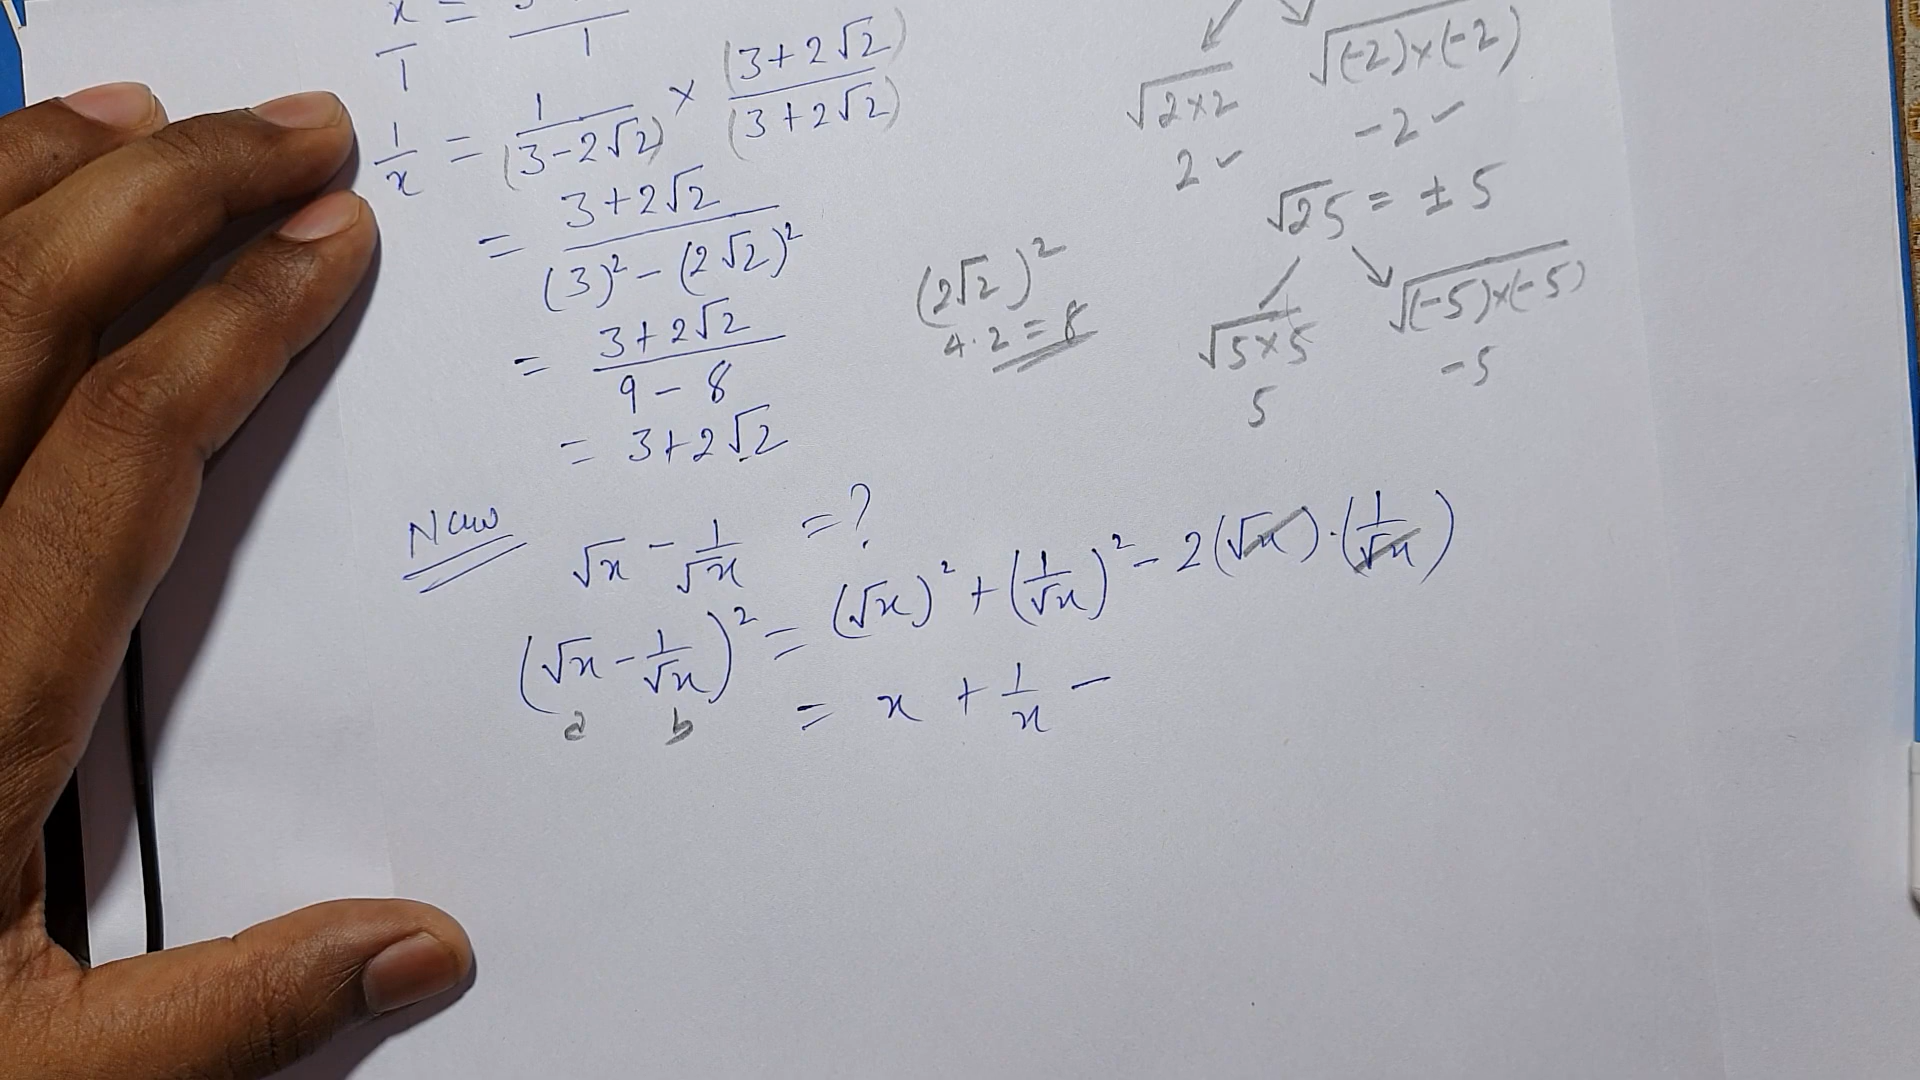 x/1 = 3 /1
1/x = 1/(3-2√2) × (3+2√2)/(3+2√2)
= 3+2√2/(3)² - (2√2)²
= 3+2√2/9 - 8
= 3+2√2
√2×2
2 ✓
√(-2)×(-2)
-2 ✓
√25 = ± 5
√5×5
5
√(-5)×(-5)
-5
(2√2)²
4.2 = 8
Now √x - 1/√x = ?
(√x - 1/√x)² = (√x)² + (1/√x)² - 2(√x).(1/√x)
a b
= x + 1/x -